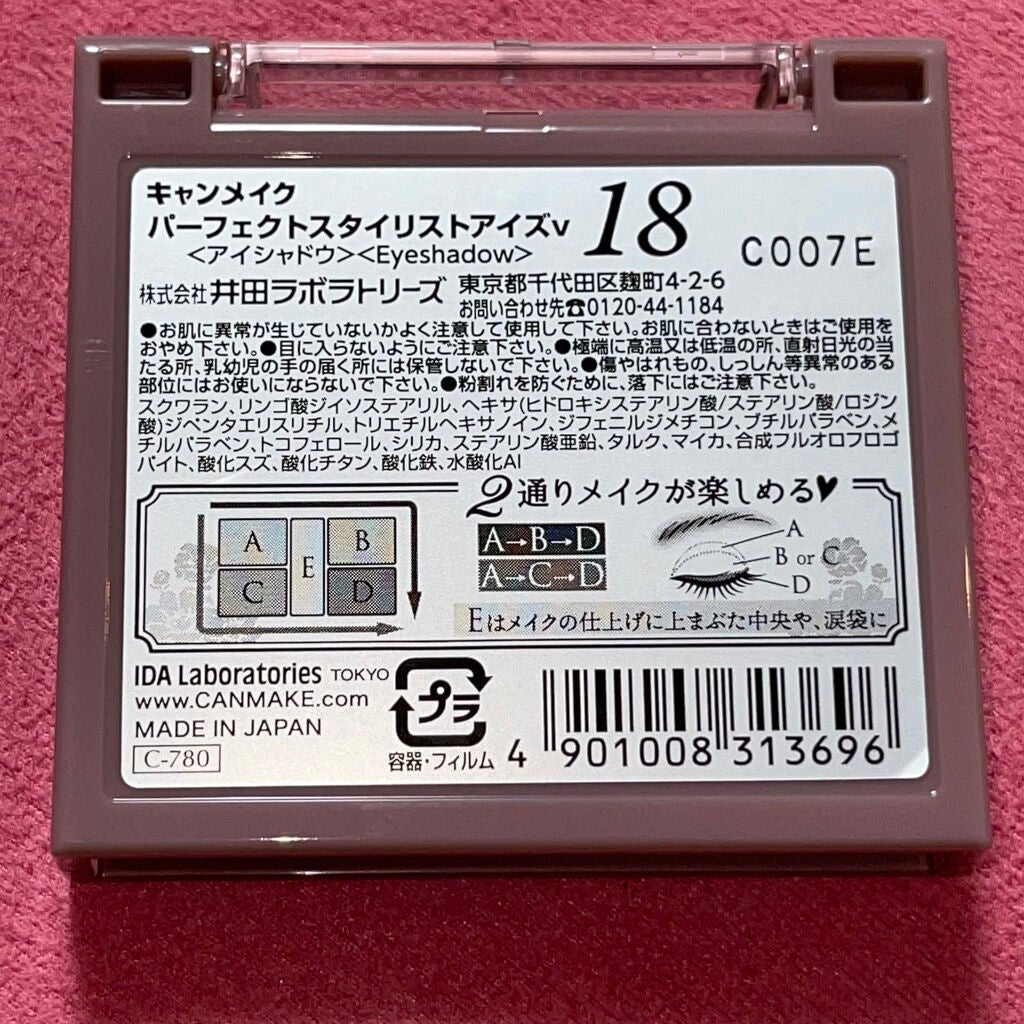 キャンメイク
パーフェクトスタイリストアイズv 18
<アイシャドウ><Eyeshadow>
C007E
株式会社 井田ラボラトリーズ 東京都千代田区麹町4-2-6
お問い合わせ先☎0120-44-1184
●お肌に異常が生じていないかよく注意して使用して下さい。お肌に合わないときはご使用を
おやめ下さい。●目に入らないようにご注意下さい。●極端に高温又は低温の所、直射日光の当
たる所、乳幼児の手の届く所には保管しないで下さい。●傷やはれもの、しっしん等異常のある
部位にはお使いにならないで下さい。●粉割れを防ぐために、落下にはご注意下さい。
スクワラン、リンゴ酸ジイソステアリル、ヘキサ(ヒドロキシステアリン酸/ステアリン酸/ロジン
酸)ジペンタエリスリチル、トリエチルヘキサノイン、ジフェニルジメチコン、ブチルパラベン、メ
チルパラベン、トコフェロール、シリカ、ステアリン酸亜鉛、タルク、マイカ、合成フルオロフロゴ
パイト、酸化スズ、酸化チタン、酸化鉄、水酸化Al
2通りメイクが楽しめる♥
A E B
C D
A→B→D
A→C→D
A
B or C
D
Eはメイクの仕上げに上まぶた中央や、涙袋に
IDA Laboratories TOKYO
www.CANMAKE.com
MADE IN JAPAN
C-780
プラ
容器・フィルム
4 901008 313696